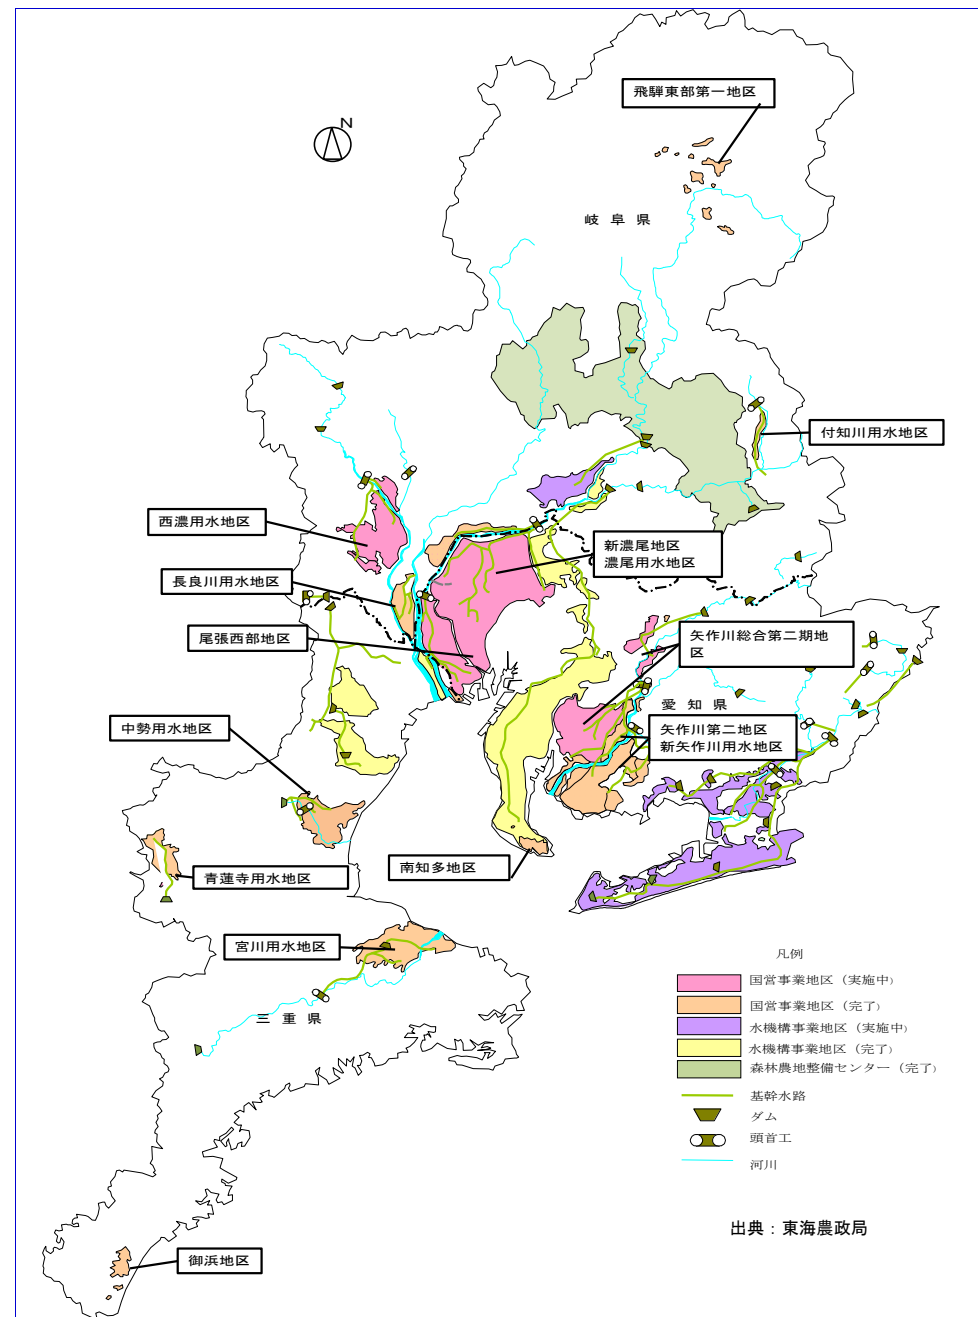 飛騨東部第一地区
N
岐阜県
付知川用水地区
西濃用水地区
新濃尾地区
濃尾用水地区
長良川用水地区
尾張西部地区
矢作川総合第二期地
区
愛知県
中勢用水地区
矢作川第二地区
新矢作川用水地区
南知多地区
青蓮寺用水地区
宮川用水地区
三重県
凡例
国営事業地区(実施中)
国営事業地区(完了)
水機構事業地区(実施中)
水機構事業地区(完了)
森林農地整備センター(完了)
基幹水路
ダム
頭首工
河川
出典：東海農政局
御浜地区